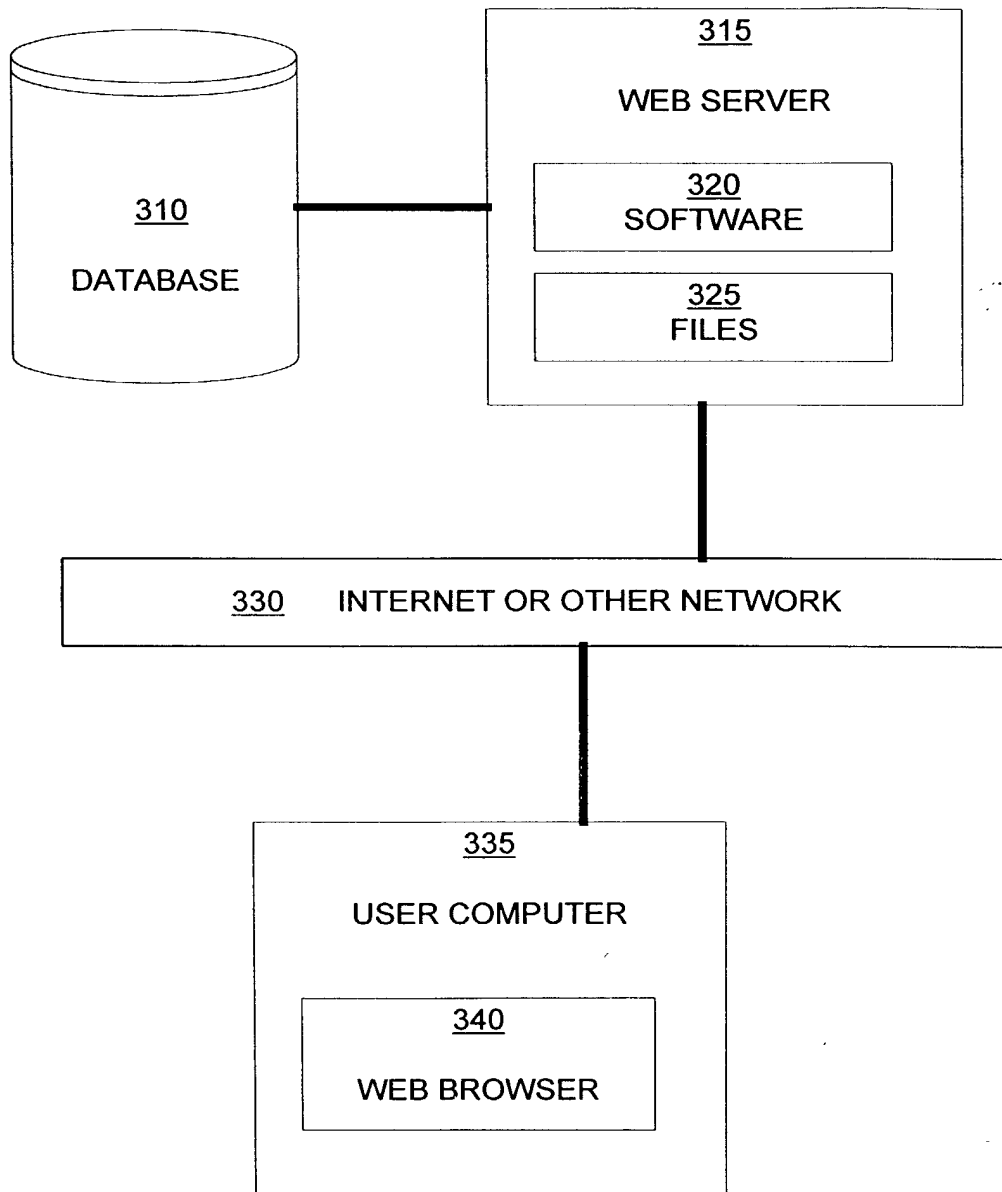 310
DATABASE
315
WEB SERVER
320
SOFTWARE
325
FILES
330 INTERNET OR OTHER NETWORK
335
USER COMPUTER
340
WEB BROWSER